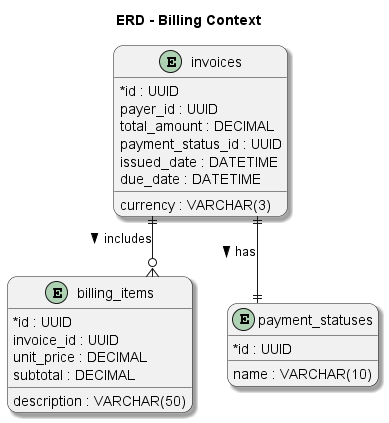 ERD - Billing Context
E invoices
*id : UUID
payer_id : UUID
total_amount : DECIMAL
payment_status_id : UUID
issued_date : DATETIME
due_date : DATETIME
currency : VARCHAR(3)
includes
has
E billing_items
*id : UUID
invoice_id : UUID
unit_price : DECIMAL
subtotal : DECIMAL
description : VARCHAR(50)
E payment_statuses
*id : UUID
name : VARCHAR(10)